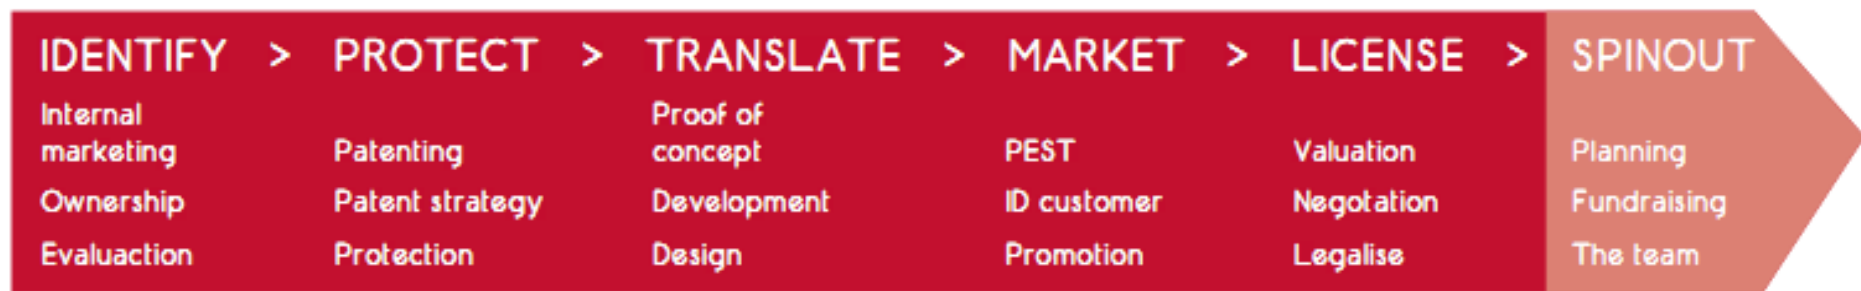 IDENTIFY > PROTECT > TRANSLATE > MARKET > LICENSE > SPINOUT
Internal
marketing
Ownership
Evaluaction
Patenting
Patent strategy
Protection
Proof of
concept
Development
Design
PEST
ID customer
Promotion
Valuation
Negotation
Legalise
Planning
Fundraising
The team